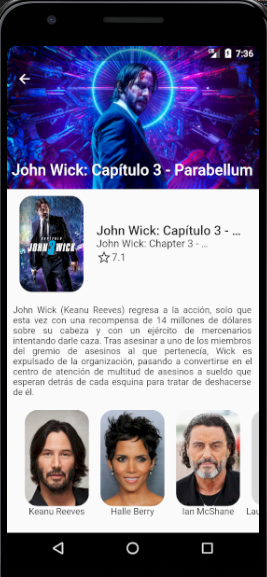 7:36
John Wick: Capítulo 3 - Parabellum
John Wick: Capítulo 3 - ...
John Wick: Chapter 3 - ...
7.1
JOHN WICK
3
John Wick (Keanu Reeves) regresa a la acción, solo que
esta vez con una recompensa de 14 millones de dólares
sobre su cabeza y con un ejército de mercenarios
intentando darle caza. Tras asesinar a uno de los miembros
del gremio de asesinos al que pertenecía, Wick es
expulsado de la organización, pasando a convertirse en el
centro de atención de multitud de asesinos a sueldo que
esperan detrás de cada esquina para tratar de deshacerse
de él.
Keanu Reeves
Halle Berry
Ian McShane
Lau